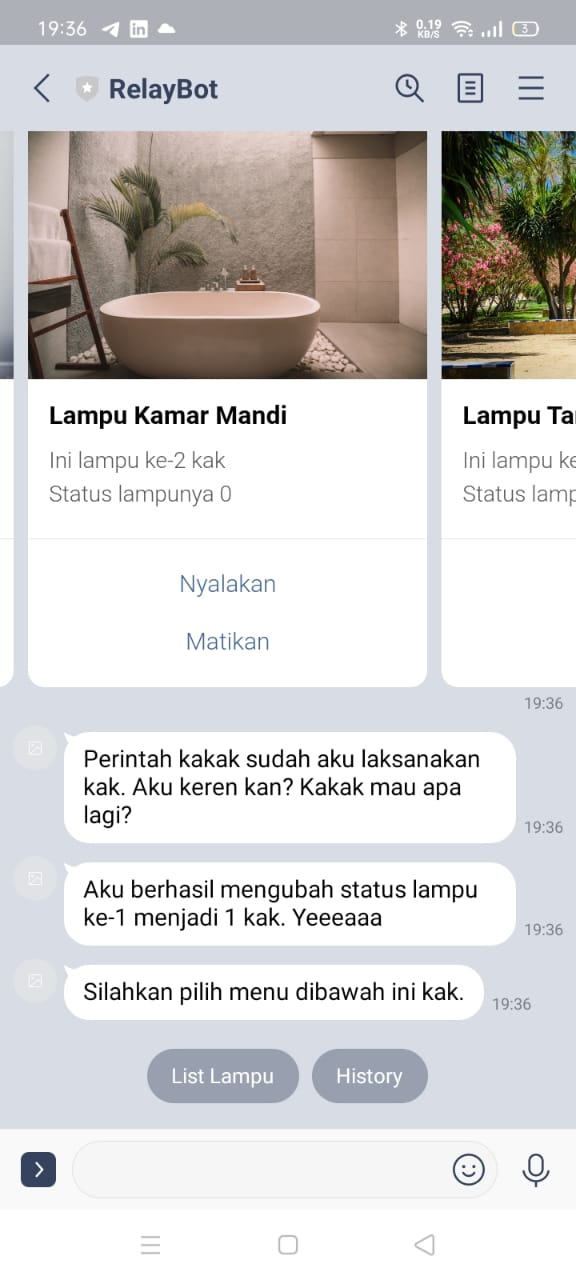 19:36
0.19
KB/S
3
RelayBot
Lampu Kamar Mandi
Ini lampu ke-2 kak
Status lampunya 0
Nyalakan
Matikan
Lampu Ta
Ini lampu ke
Status lamp
19:36
Perintah kakak sudah aku laksanakan
kak. Aku keren kan? Kakak mau apa
lagi?
19:36
Aku berhasil mengubah status lampu
ke-1 menjadi 1 kak. Yeeeaaa
19:36
Silahkan pilih menu dibawah ini kak.
19:36
List Lampu
History